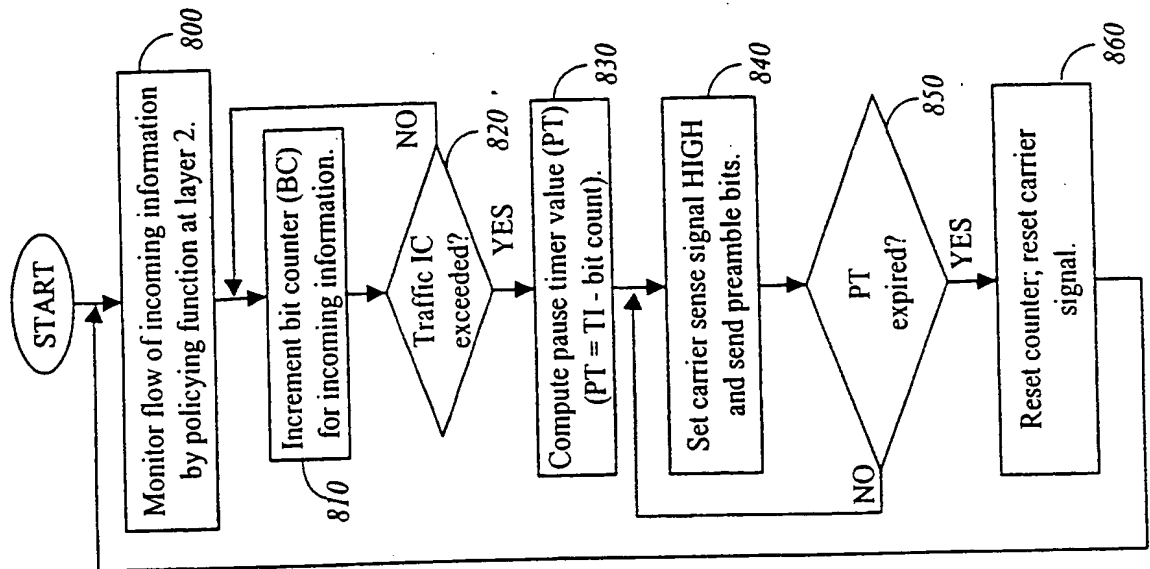 START
800
Monitor flow of incoming information
by policying function at layer 2.
810
Increment bit counter (BC)
for incoming information.
NO
820
Traffic IC
exceeded?
YES
830
Compute pause timer value (PT)
(PT = TI - bit count).
840
Set carrier sense signal HIGH
and send preamble bits.
850
PT
expired?
NO
YES
860
Reset counter; reset carrier
signal.